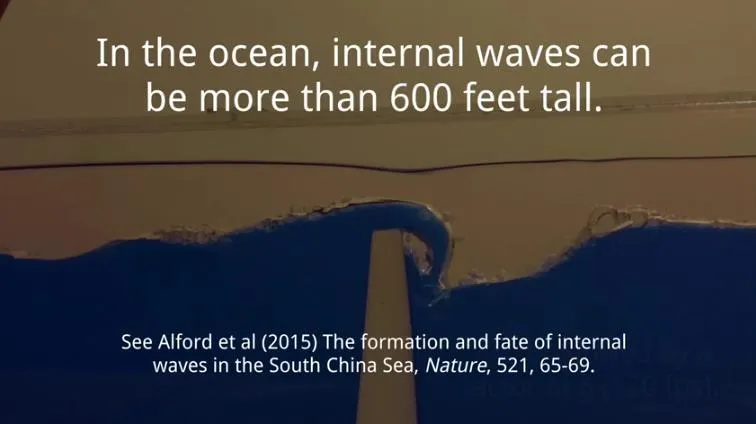 In the ocean, internal waves can
be more than 600 feet tall.
See Alford et al (2015) The formation and fate of internal
waves in the South China Sea, Nature, 521, 65-69.